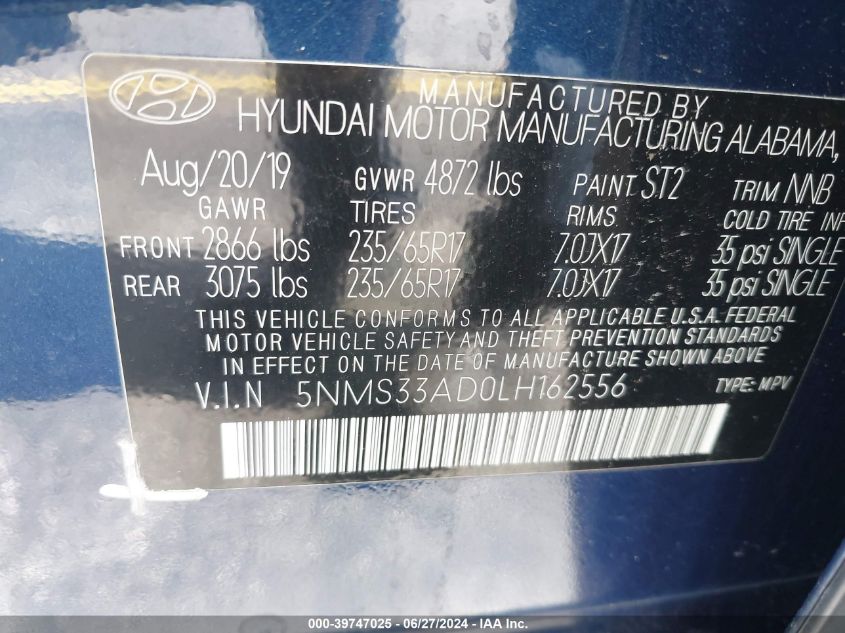 MANUFACTURED BY
HYUNDAI MOTOR MANUFACTURING ALABAMA,
Aug/20/19 GVWR 4872 lbs PAINT ST2 TRIM NNB
GAWR TIRES RIMS COLD TIRE INF
FRONT 2866 lbs 235/65R17 7.0JX17 35 psi SINGLE
REAR 3075 lbs 235/65R17 7.0JX17 35 psi SINGLE
THIS VEHICLE CONFORMS TO ALL APPLICABLE U.S.A. FEDERAL
MOTOR VEHICLE SAFETY AND THEFT PREVENTION STANDARDS
IN EFFECT ON THE DATE OF MANUFACTURE SHOWN ABOVE
V.I.N 5NMS33AD0LH162556 TYPE: MPV
000-39747025 - 06/27/2024 - IAA Inc.